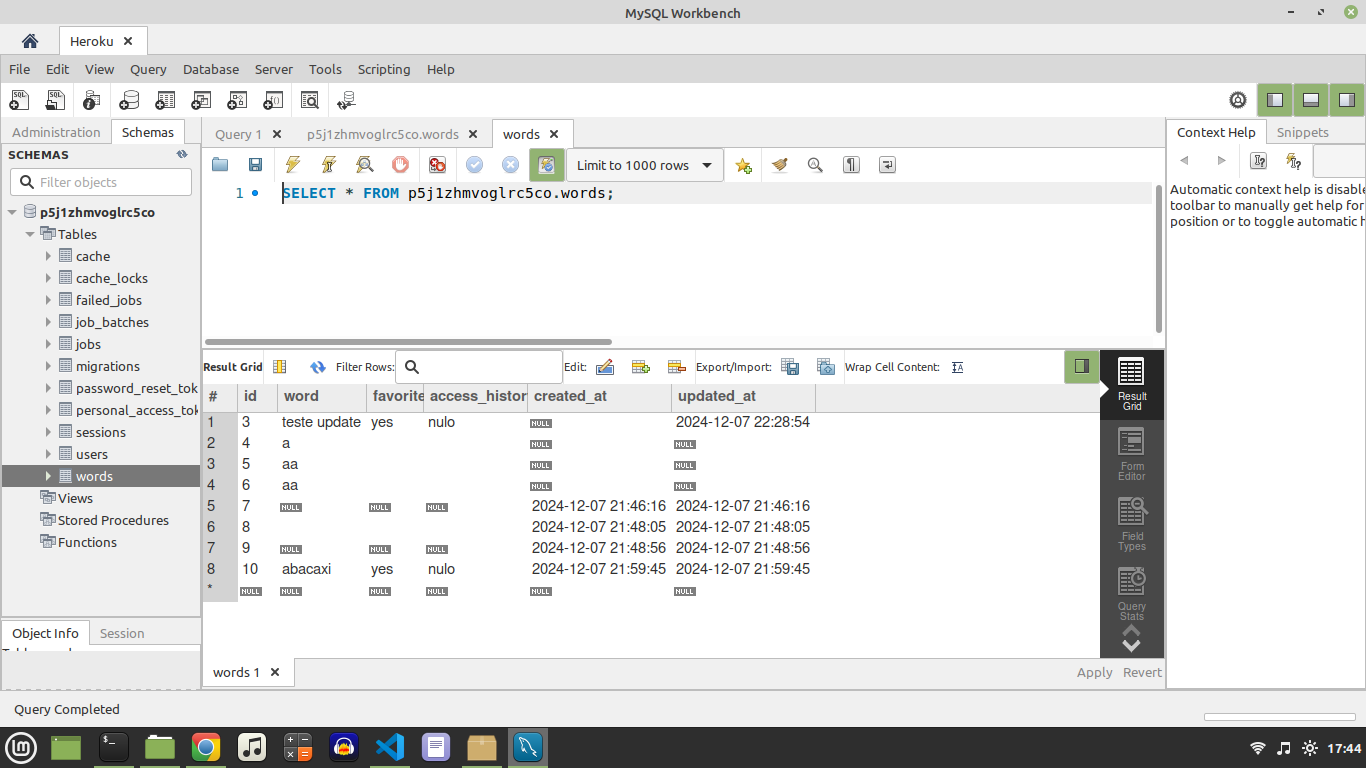 MySQL Workbench
Heroku
File Edit View Query Database Server Tools Scripting Help
Administration Schemas
SCHEMAS
Filter objects
p5j1zhmvoglrc5co
Tables
cache
cache_locks
failed_jobs
job_batches
jobs
migrations
password_reset_tok
personal_access_tok
sessions
users
words
Views
Stored Procedures
Functions
Object Info Session
Query 1 p5j1zhmvoglrc5co.words words
Limit to 1000 rows
1 SELECT * FROM p5j1zhmvoglrc5co.words;
Result Grid Filter Rows: Edit: Export/Import: Wrap Cell Content:
# id word favorite access_histor created_at updated_at
1 3 teste update yes nulo NULL 2024-12-07 22:28:54
2 4 a NULL NULL
3 5 aa NULL NULL
4 6 aa NULL NULL
5 7 NULL NULL NULL 2024-12-07 21:46:16 2024-12-07 21:46:16
6 8 2024-12-07 21:48:05 2024-12-07 21:48:05
7 9 NULL NULL NULL 2024-12-07 21:48:56 2024-12-07 21:48:56
8 10 abacaxi yes nulo 2024-12-07 21:59:45 2024-12-07 21:59:45
* NULL NULL NULL NULL NULL NULL
Result
Grid
Form
Editor
Field
Types
Query
Stats
words 1
Apply Revert
Context Help Snippets
Automatic context help is disable
toolbar to manually get help for
position or to toggle automatic h
Query Completed
17:44